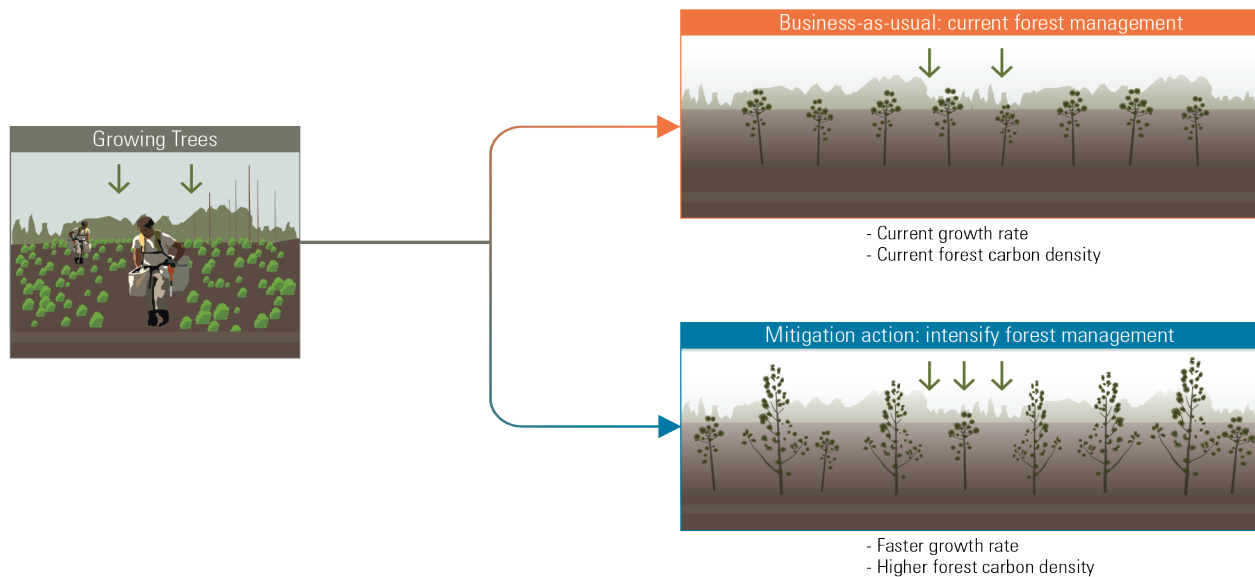 Growing Trees
Business-as-usual: current forest management
- Current growth rate
- Current forest carbon density
Mitigation action: intensify forest management
- Faster growth rate
- Higher forest carbon density